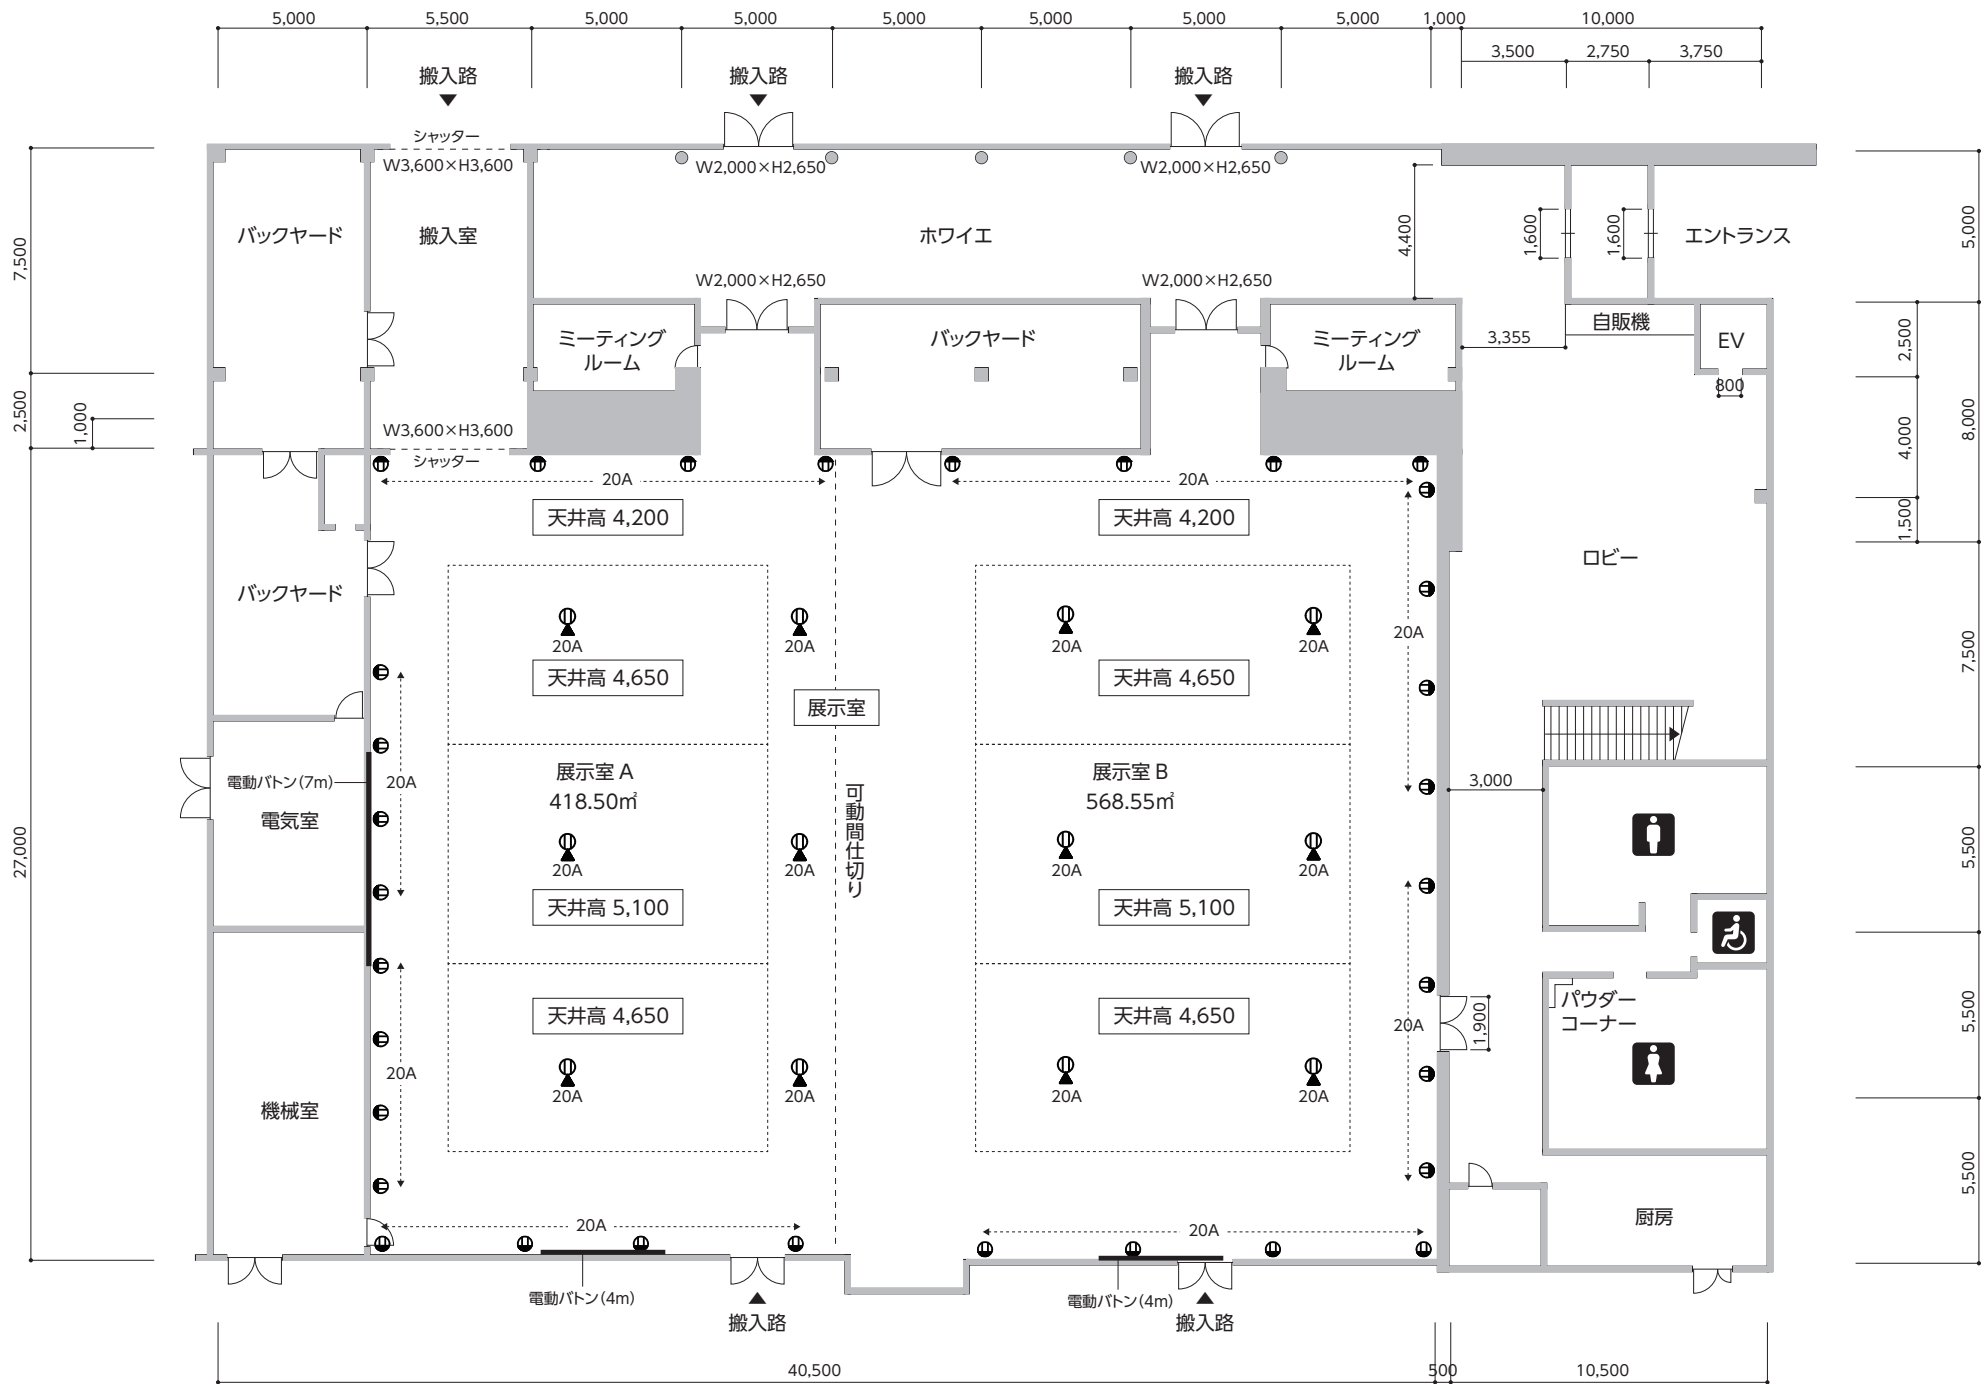 5,000 5,500 5,000 5,000 5,000 5,000 5,000 5,000 1,000 10,000
3,500 2,750 3,750
搬入路 搬入路 搬入路
シャッター
W3,600×H3,600 W2,000×H2,650 W2,000×H2,650
バックヤード 搬入室 ホワイエ 4,400 1,600 1,600 エントランス
7,500 5,000
W2,000×H2,650 W2,000×H2,650
ミーティング
ルーム
バックヤード
ミーティング
ルーム
3,355 自販機 EV
800
2,500
2,500 1,000
4,000 8,000
1,500
W3,600×H3,600
シャッター
20A 20A
天井高 4,200 天井高 4,200
バックヤード ロビー
20A 20A 20A 20A 20A
天井高 4,650 天井高 4,650
7,500
展示室
電動バトン(7m) 20A
展示室 A
418.50㎡
可動間仕切り
展示室 B
568.55㎡
3,000
電気室
27,000
5,500
20A 20A 20A 20A
天井高 5,100 天井高 5,100
天井高 4,650 天井高 4,650
20A 1,900
パウダー
コーナー
5,500
20A 20A 20A 20A 20A
機械室
5,500
20A 20A
厨房
電動バトン(4m) 電動バトン(4m)
搬入路 搬入路
40,500 500 10,500